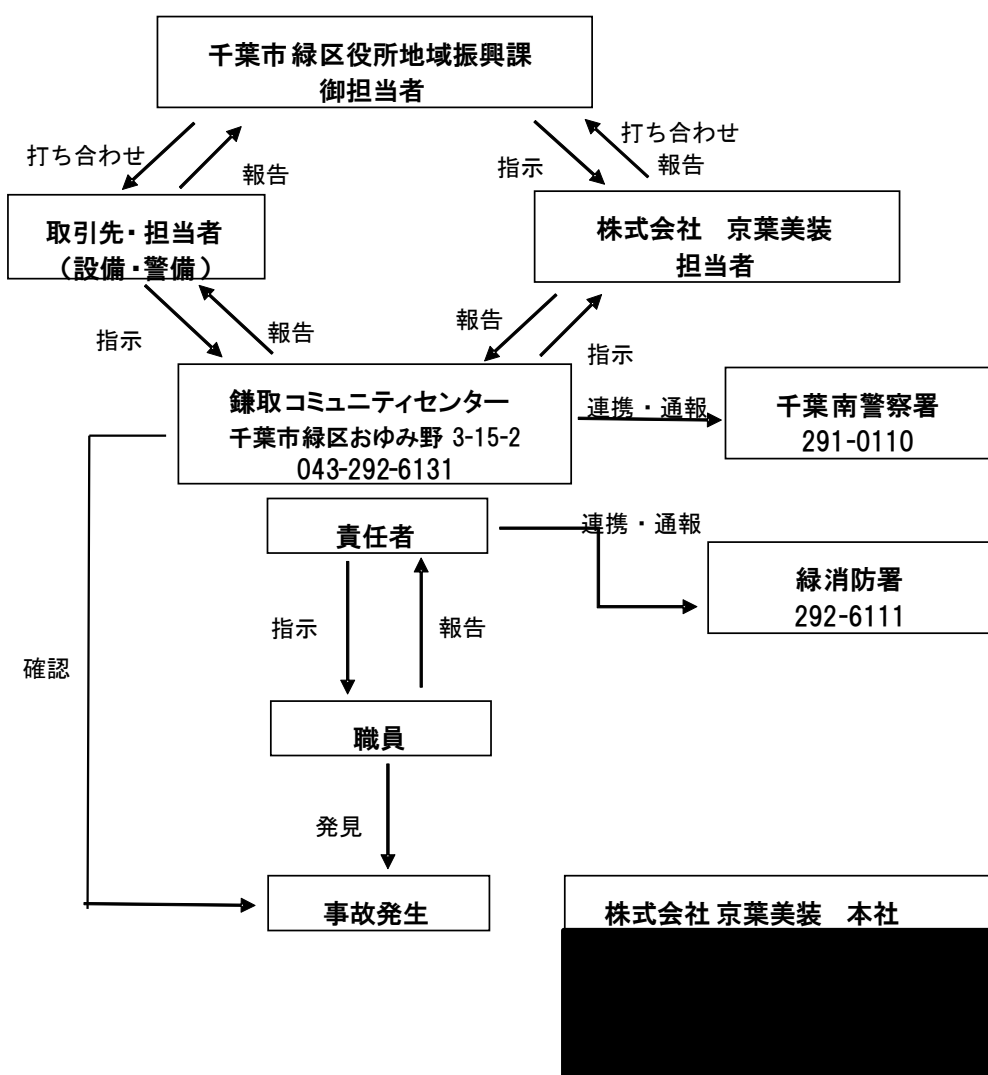 千葉市緑区役所地域振興課
御担当者
打ち合わせ
報告
指示
打ち合わせ
報告
取引先・担当者
（設備・警備）
株式会社 京葉美装
担当者
指示
報告
報告
指示
鎌取コミュニティセンター
千葉市緑区おゆみ野 3-15-2
043-292-6131
連携・通報
千葉南警察署
291-0110
責任者
連携・通報
緑消防署
292-6111
指示
報告
確認
職員
発見
事故発生
株式会社 京葉美装 本社